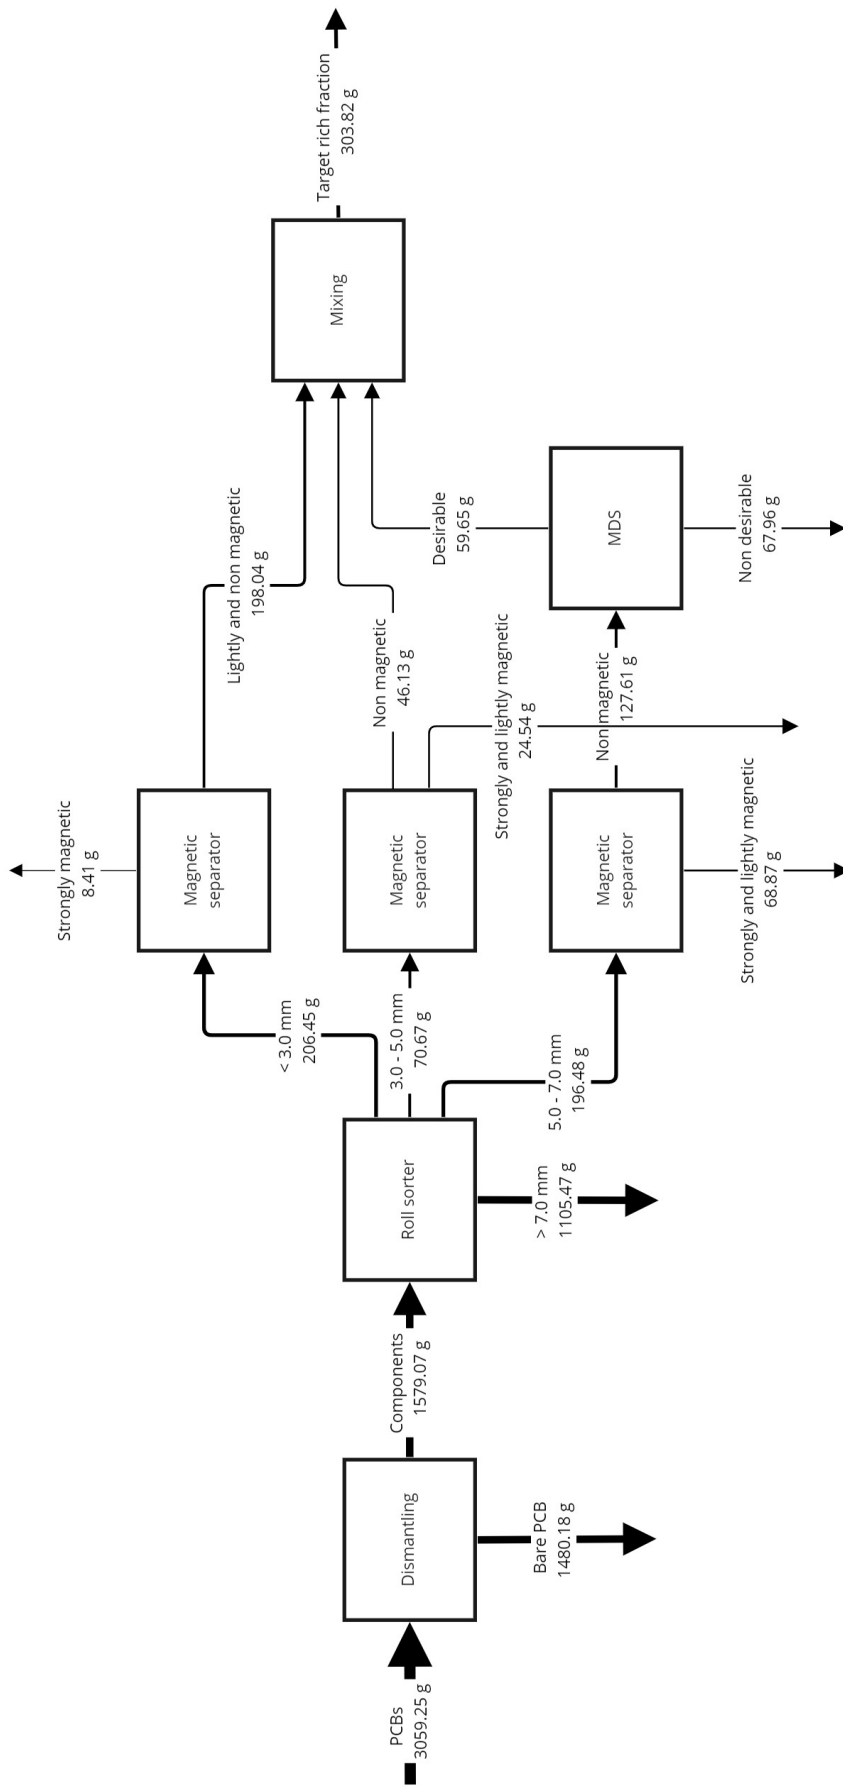 PCBs
3059.25 g
Dismantling
Bare PCB
1480.18 g
Components
1579.07 g
Roll sorter
> 7.0 mm
1105.47 g
< 3.0 mm
206.45 g
3.0 - 5.0 mm
70.67 g
5.0 - 7.0 mm
196.48 g
Magnetic
separator
Strongly magnetic
8.41 g
Lightly and non magnetic
198.04 g
Magnetic
separator
Non magnetic
46.13 g
Strongly and lightly magnetic
24.54 g
Magnetic
separator
Strongly and lightly magnetic
68.87 g
Non magnetic
127.61 g
MDS
Desirable
59.65 g
Non desirable
67.96 g
Mixing
Target rich fraction
303.82 g